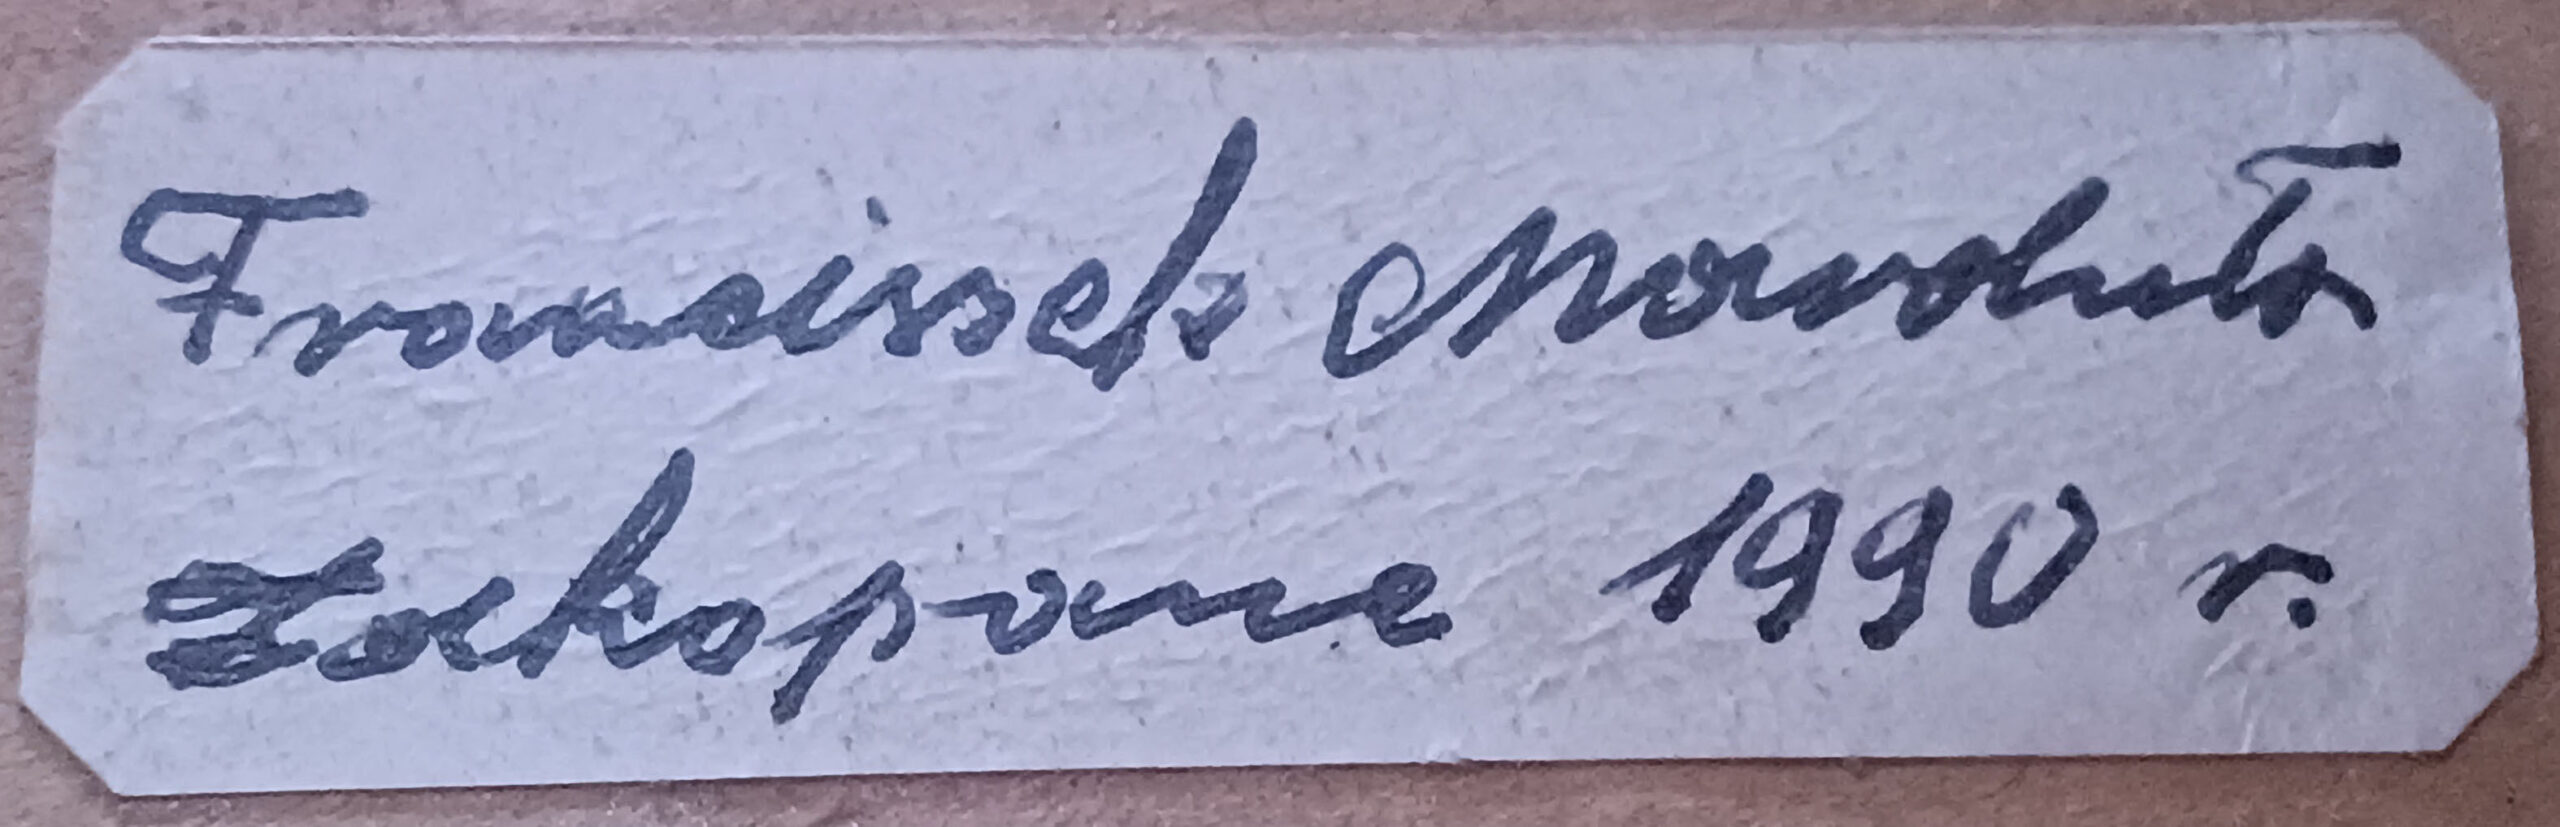 Franciszek Marduła
Zakopane 1990 r.